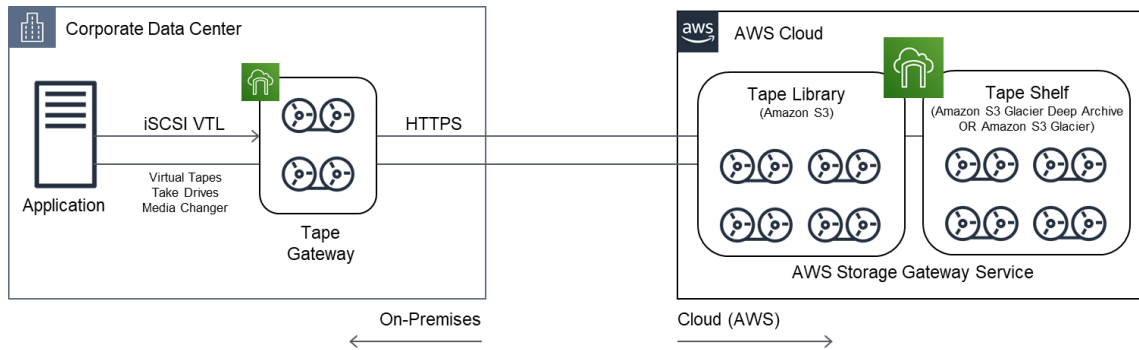 Corporate Data Center
Application
iSCSI VTL
Virtual Tapes
Take Drives
Media Changer
Tape
Gateway
HTTPS
On-Premises
aws
AWS Cloud
Tape Library
(Amazon S3)
Tape Shelf
(Amazon S3 Glacier Deep Archive
OR Amazon S3 Glacier)
AWS Storage Gateway Service
Cloud (AWS)